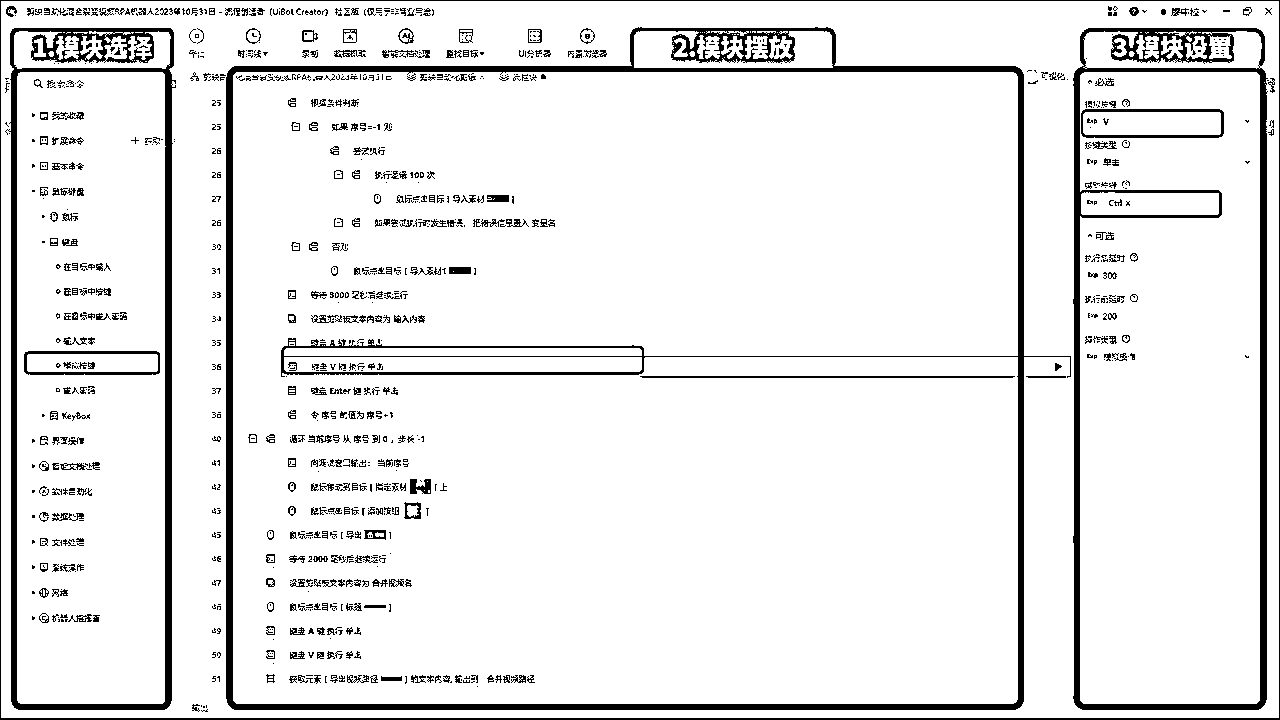 剪映自动化混合裂变视频RPA机器人2023年10月31日 - 流程创造者（UiBot Creator） 社区版（仅用于非商业用途）
1.模块选择
2.模块摆放
3.模块设置
时间线
录制
数据抓取
智能文档处理
查找目标
UI分析器
内置浏览器
搜索命令
我的收藏
扩展命令
基本命令
鼠标键盘
鼠标
键盘
在目标中输入
在目标中按键
在目标中输入密码
输入文本
模拟按键
输入密码
KeyBox
界面操作
智能文档处理
软件自动化
数据处理
文件处理
系统操作
网络
机器人指挥官
根据条件判断
如果 序号=-1 则
尝试执行
执行逻辑 100 次
27 鼠标点击目标 [ 导入素材 ]
如果尝试执行时发生错误，把错误信息置入 变量名
否则
31 鼠标点击目标 [ 导入素材1 ]
33 等待 3000 毫秒后继续运行
34 设置剪贴板文本内容为 输入内容
35 键盘 A 键 执行 单击
36 键盘 V 键 执行 单击
37 键盘 Enter 键 执行 单击
令 序号 的值为 序号+1
40 循环 当前序号 从 序号 到 0 ，步长 -1
41 向调试窗口输出： 当前序号
42 鼠标移动到目标 [ 指定素材 ] 上
43 鼠标点击目标 [ 添加按钮 ]
45 鼠标点击目标 [ 导出 ]
46 等待 2000 毫秒后继续运行
47 设置剪贴板文本内容为 合并视频名
48 鼠标点击目标 [ 标题 ]
49 键盘 A 键 执行 单击
50 键盘 V 键 执行 单击
51 获取元素 [ 导出视频路径 ] 的文本内容, 输出到 合并视频路径
输出
可视化
必选
模拟按键
Exp V
按键类型
Exp 单击
Exp Ctrl ×
可选
执行后延时
Exp 300
执行前延时
Exp 200
操作类型
Exp 模拟操作